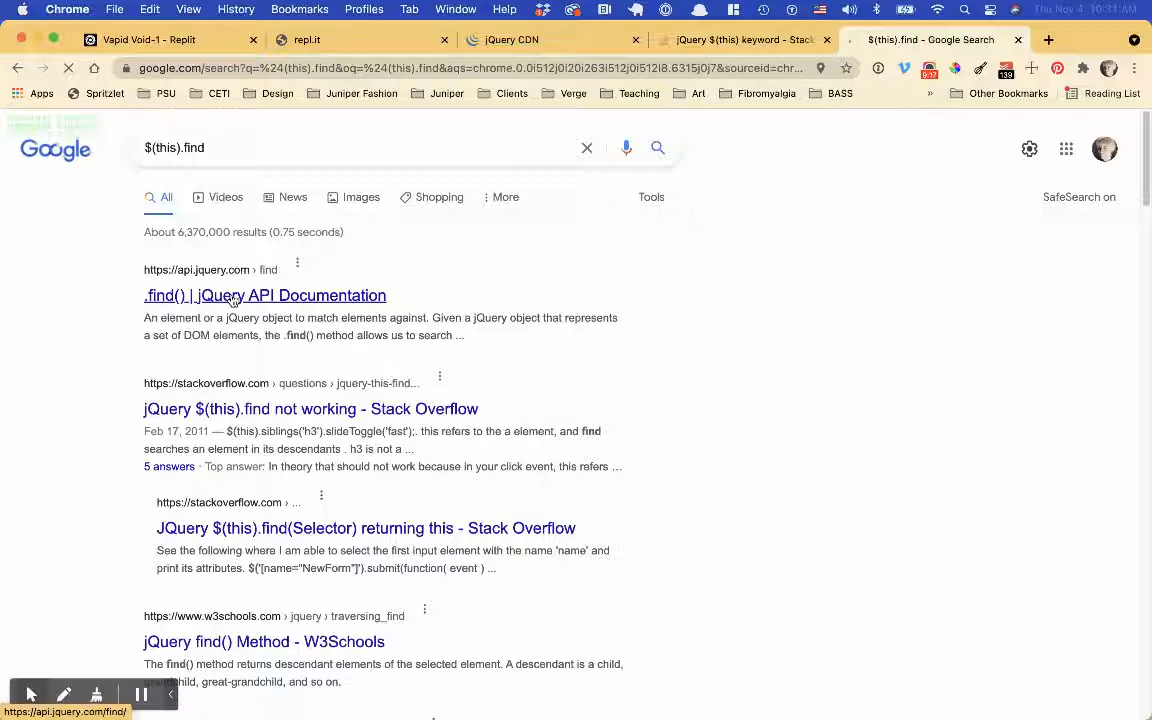 Chrome File Edit View History Bookmarks Profiles Tab Window Help Thu Nov 4 10:31 AM
Vapid Void-1 - Replit
repl.it
jQuery CDN
jQuery $(this) keyword - Stack
$(this).find - Google Search
google.com/search?q=%24(this).find&oq=%24(this).find&aqs=chrome.0.0i512j0i20i263i512j0i512l8.6315j0j7&sourceid=chr...
9:17
139
Apps Spritzlet PSU CETI Design Juniper Fashion Juniper Clients Verge Teaching Art Fibromyalgia BASS » Other Bookmarks Reading List
Google
$(this).find
All Videos News Images Shopping More Tools SafeSearch on
About 6,370,000 results (0.75 seconds)
https://api.jquery.com › find
.find() | jQuery API Documentation
An element or a jQuery object to match elements against. Given a jQuery object that represents
a set of DOM elements, the .find() method allows us to search ...
https://stackoverflow.com › questions › jquery-this-find...
jQuery $(this).find not working - Stack Overflow
Feb 17, 2011 — $(this).siblings('h3').slideToggle('fast');. this refers to the a element, and find
searches an element in its descendants . h3 is not a ...
5 answers · Top answer: In theory that should not work because in your click event, this refers ...
https://stackoverflow.com › ...
JQuery $(this).find(Selector) returning this - Stack Overflow
See the following where I am able to select the first input element with the name 'name' and
print its attributes. $('[name="NewForm"]').submit(function( event ) ...
https://www.w3schools.com › jquery › traversing_find
jQuery find() Method - W3Schools
The find() method returns descendant elements of the selected element. A descendant is a child,
grandchild, great-grandchild, and so on.
https://api.jquery.com/find/